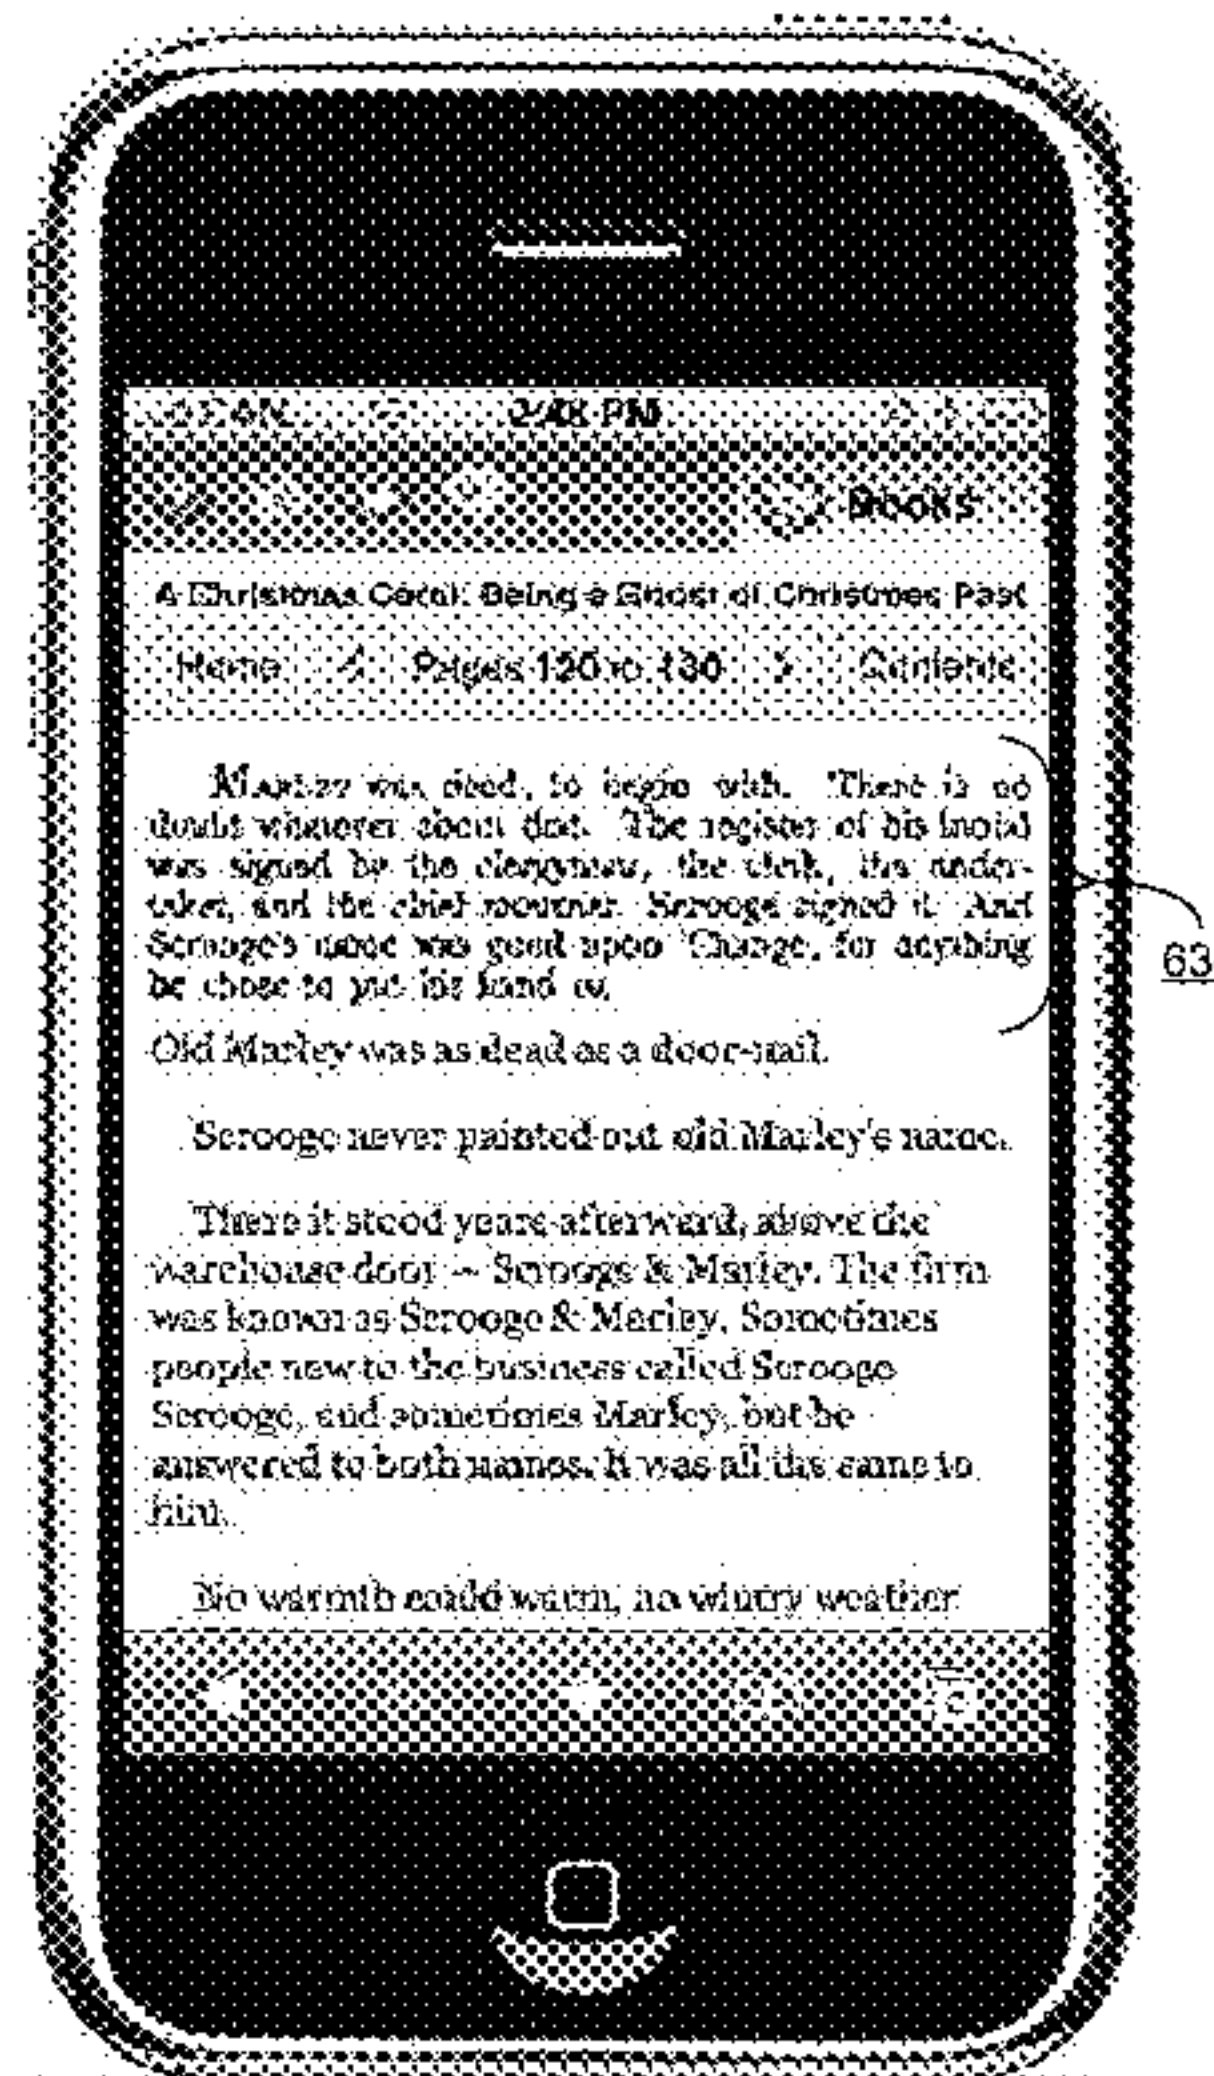 2:48 PM
Books
A Christmas Carol: Being a Ghost of Christmas Past
Home < Pages 120 to 130 > Contents
MARLEY was dead, to begin with. There is no
doubt whatever about that. The register of his burial
was signed by the clergyman, the clerk, the under-
taker, and the chief mourner. Scrooge signed it. And
Scrooge's name was good upon 'Change, for anything
he chose to put his hand to.
Old Marley was as dead as a door-nail.
Scrooge never painted out old Marley's name.
There it stood years afterward, above the
warehouse door -- Scrooge & Marley. The firm
was known as Scrooge & Marley. Sometimes
people new to the business called Scrooge
Scrooge, and sometimes Marley, but he
answered to both names. It was all the same to
him.
No warmth could warm, no wintry weather
63